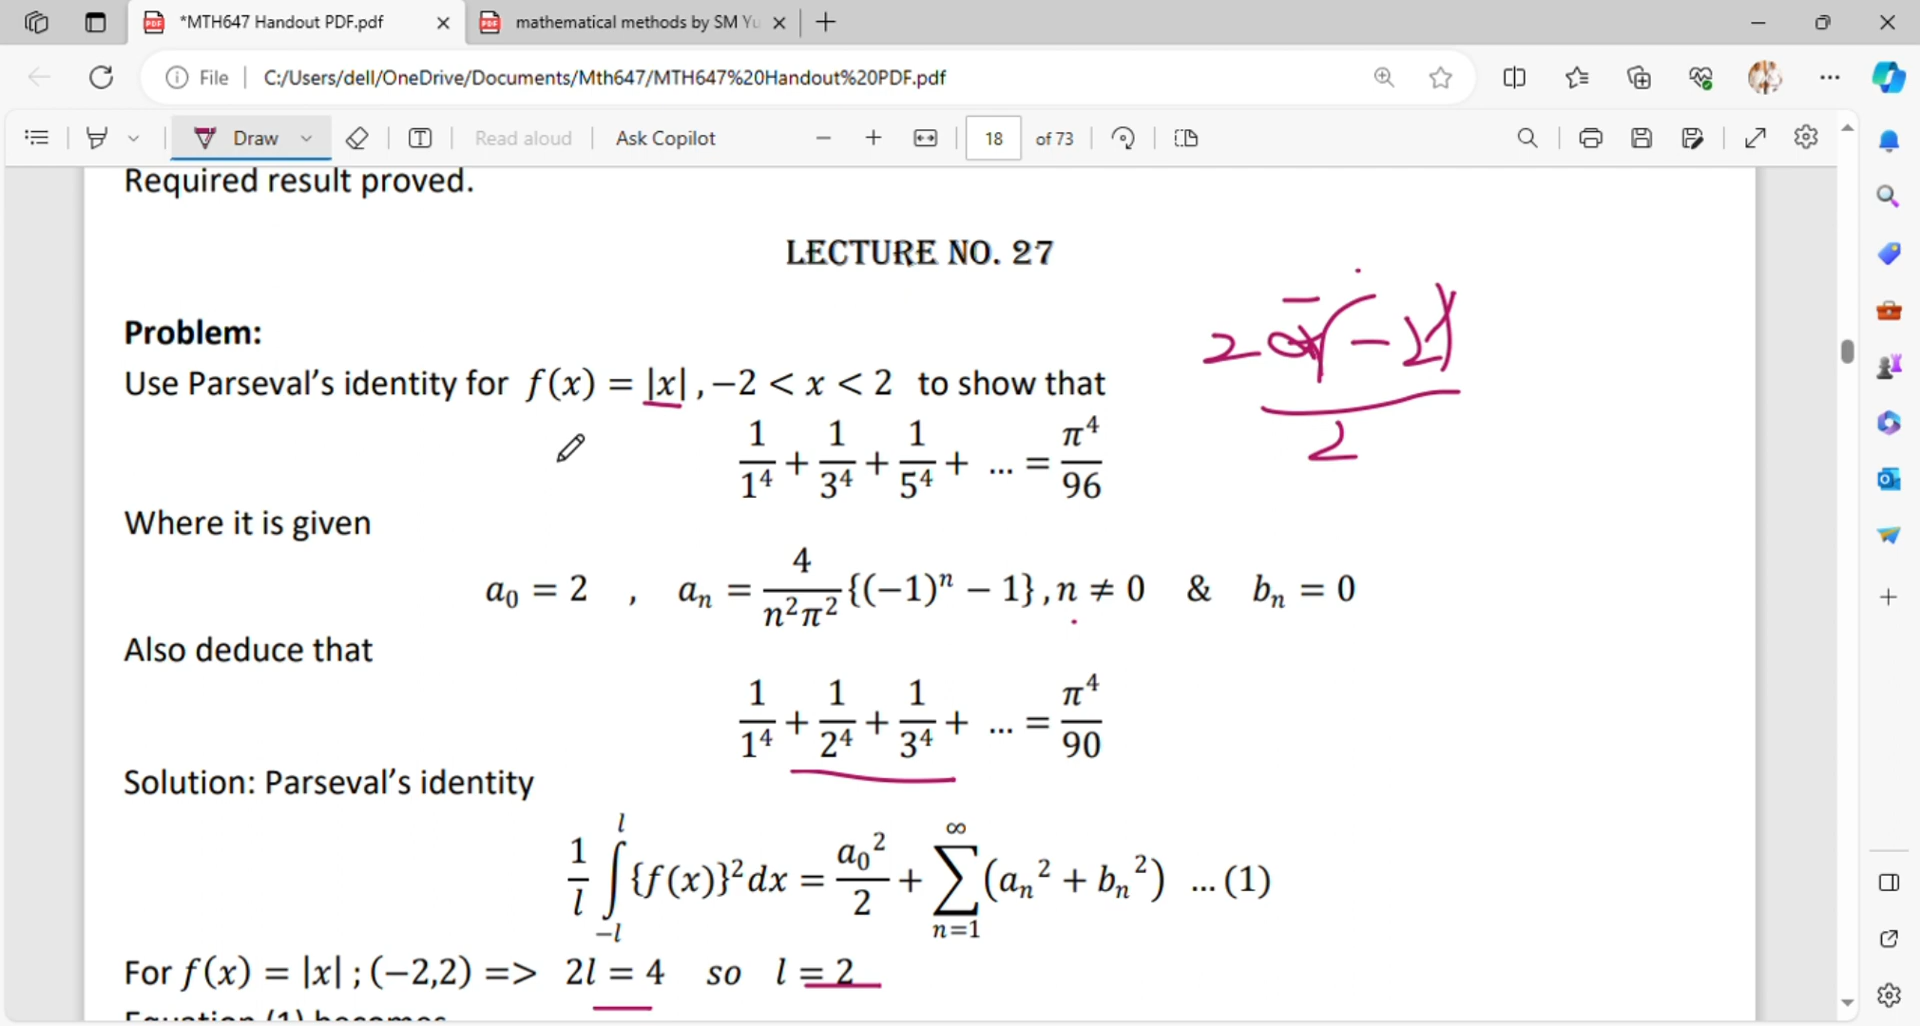 *MTH647 Handout PDF.pdf
mathematical methods by SM Yu
File | C:/Users/dell/OneDrive/Documents/Mth647/MTH647%20Handout%20PDF.pdf
Draw Read aloud Ask Copilot 18 of 73
Required result proved.
LECTURE NO. 27
Problem:
Use Parseval's identity for f(x) = |x| , −2 < x < 2 to show that
1/1⁴ + 1/3⁴ + 1/5⁴ + ... = π⁴/96
2
2
Where it is given
a₀ = 2 , aₙ = 4/n²π² {(−1)ⁿ − 1} , n ≠ 0 & bₙ = 0
Also deduce that
1/1⁴ + 1/2⁴ + 1/3⁴ + ... = π⁴/90
Solution: Parseval's identity
1/l ∫₋ₗˡ {f(x)}² dx = a₀²/2 + ∑ₙ₌₁^∞ (aₙ² + bₙ²) ... (1)
For f(x) = |x| ; (−2,2) => 2l = 4 so l = 2
Equation (1) becomes